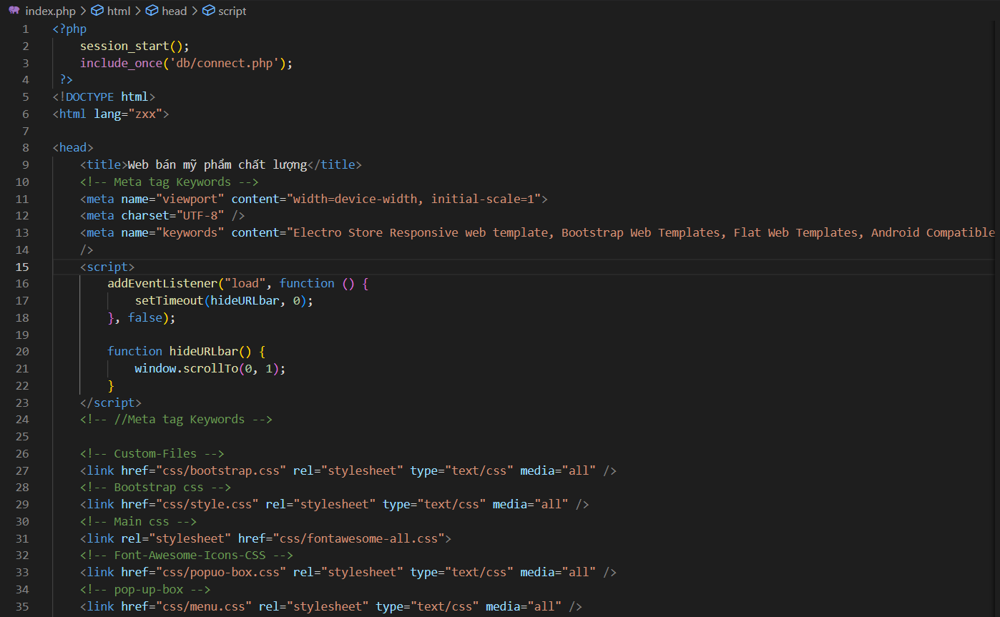 index.php > html > head > script
1 <?php
2 session_start();
3 include_once('db/connect.php');
4 ?>
5 <!DOCTYPE html>
6 <html lang="zxx">
7
8 <head>
9 <title>Web bán mỹ phẩm chất lượng</title>
10 <!-- Meta tag Keywords -->
11 <meta name="viewport" content="width=device-width, initial-scale=1">
12 <meta charset="UTF-8" />
13 <meta name="keywords" content="Electro Store Responsive web template, Bootstrap Web Templates, Flat Web Templates, Android Compatible
14 />
15 <script>
16 addEventListener("load", function () {
17 setTimeout(hideURLbar, 0);
18 }, false);
19
20 function hideURLbar() {
21 window.scrollTo(0, 1);
22 }
23 </script>
24 <!-- //Meta tag Keywords -->
25
26 <!-- Custom-Files -->
27 <link href="css/bootstrap.css" rel="stylesheet" type="text/css" media="all" />
28 <!-- Bootstrap css -->
29 <link href="css/style.css" rel="stylesheet" type="text/css" media="all" />
30 <!-- Main css -->
31 <link rel="stylesheet" href="css/fontawesome-all.css">
32 <!-- Font-Awesome-Icons-CSS -->
33 <link href="css/popuo-box.css" rel="stylesheet" type="text/css" media="all" />
34 <!-- pop-up-box -->
35 <link href="css/menu.css" rel="stylesheet" type="text/css" media="all" />